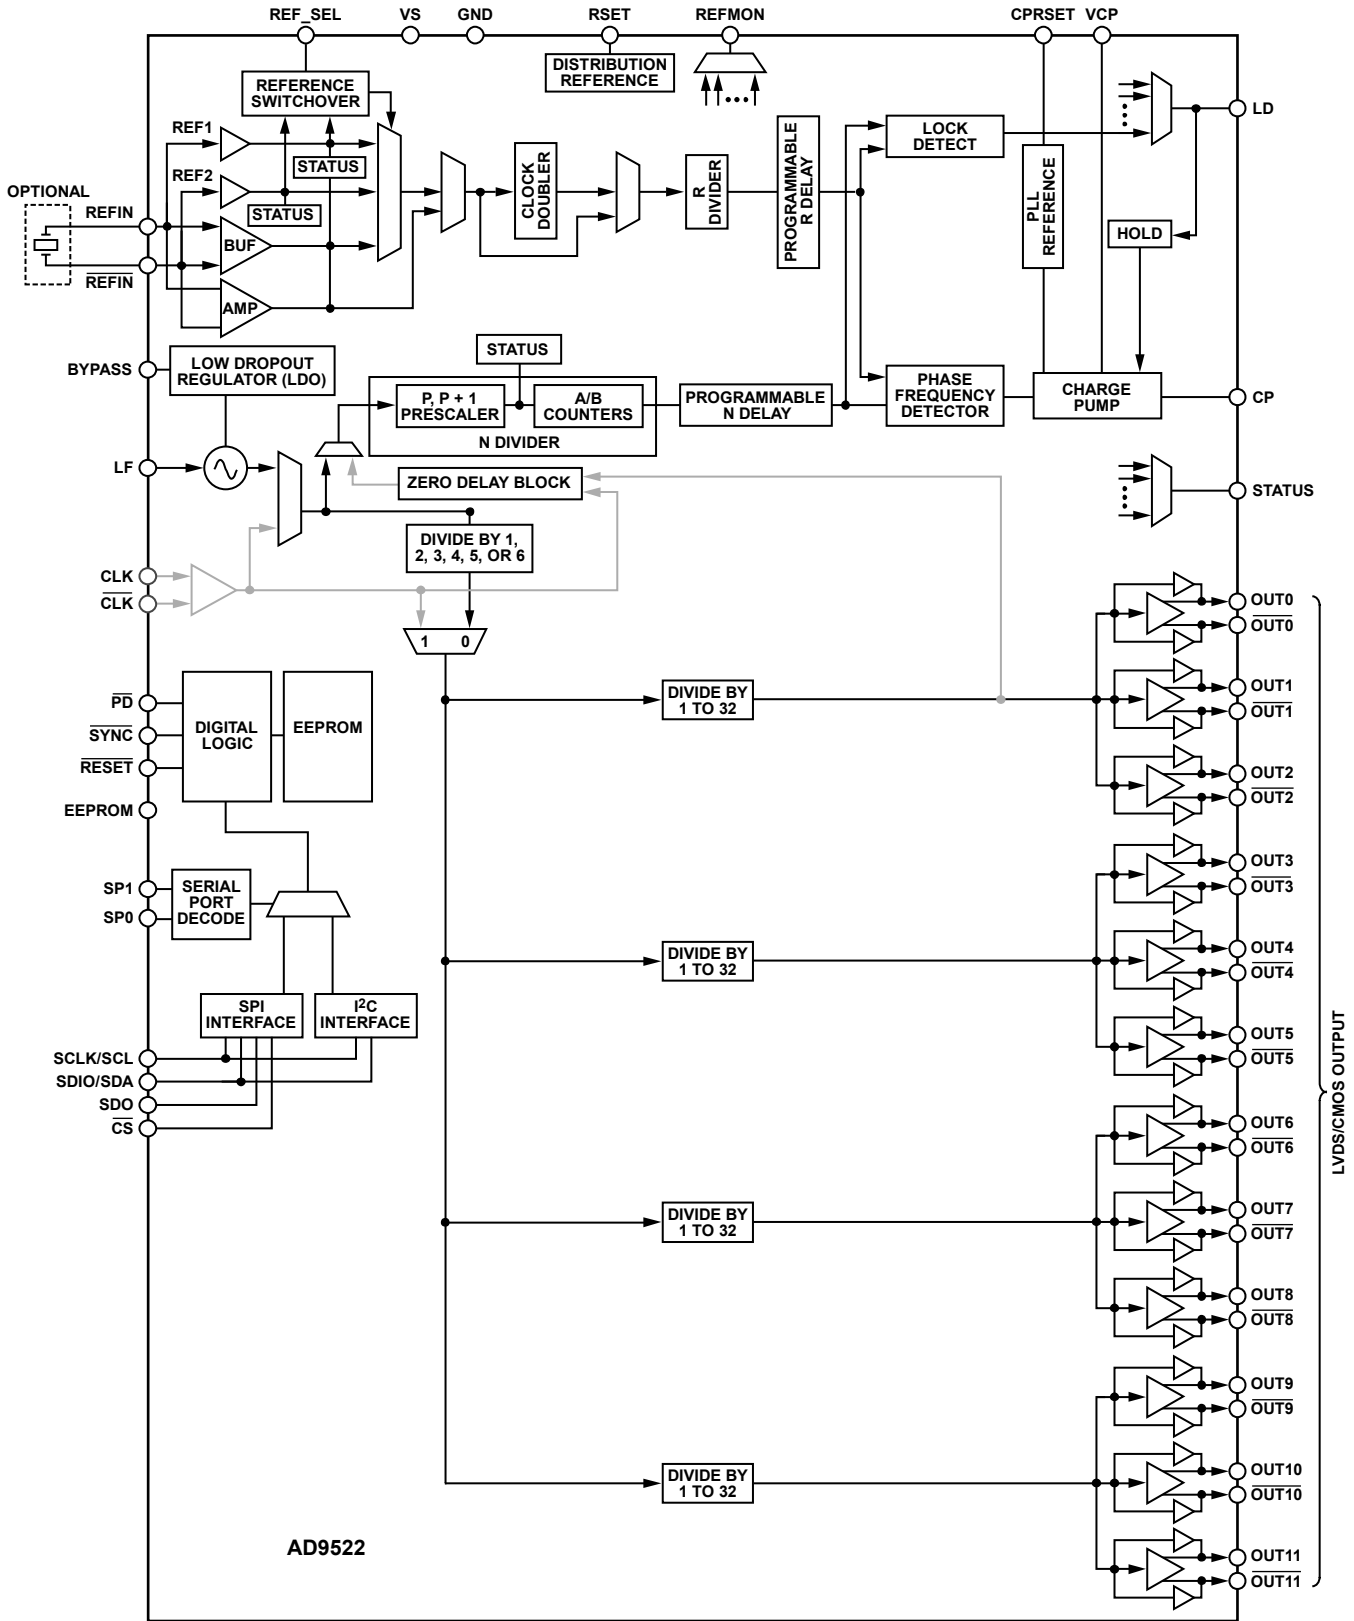 REF_SEL
VS
GND
RSET
REFMON
CPRSET
VCP
DISTRIBUTION
REFERENCE
REFERENCE
SWITCHOVER
REF1
STATUS
REF2
STATUS
OPTIONAL
REFIN
REFIN
BUF
AMP
CLOCK
DOUBLER
R
DIVIDER
PROGRAMMABLE
R DELAY
LOCK
DETECT
PLL
REFERENCE
LD
HOLD
BYPASS
LOW DROPOUT
REGULATOR (LDO)
STATUS
P, P + 1
PRESCALER
A/B
COUNTERS
N DIVIDER
PROGRAMMABLE
N DELAY
PHASE
FREQUENCY
DETECTOR
CHARGE
PUMP
CP
LF
ZERO DELAY BLOCK
STATUS
DIVIDE BY 1,
2, 3, 4, 5, OR 6
CLK
CLK
1 0
OUT0
OUT0
PD
SYNC
RESET
DIGITAL
LOGIC
EEPROM
EEPROM
DIVIDE BY
1 TO 32
OUT1
OUT1
OUT2
OUT2
SP1
SP0
SERIAL
PORT
DECODE
OUT3
OUT3
DIVIDE BY
1 TO 32
OUT4
OUT4
OUT5
OUT5
SPI
INTERFACE
I2C
INTERFACE
SCLK/SCL
SDIO/SDA
SDO
CS
OUT6
OUT6
DIVIDE BY
1 TO 32
OUT7
OUT7
OUT8
OUT8
OUT9
OUT9
DIVIDE BY
1 TO 32
OUT10
OUT10
OUT11
OUT11
LVDS/CMOS OUTPUT
AD9522